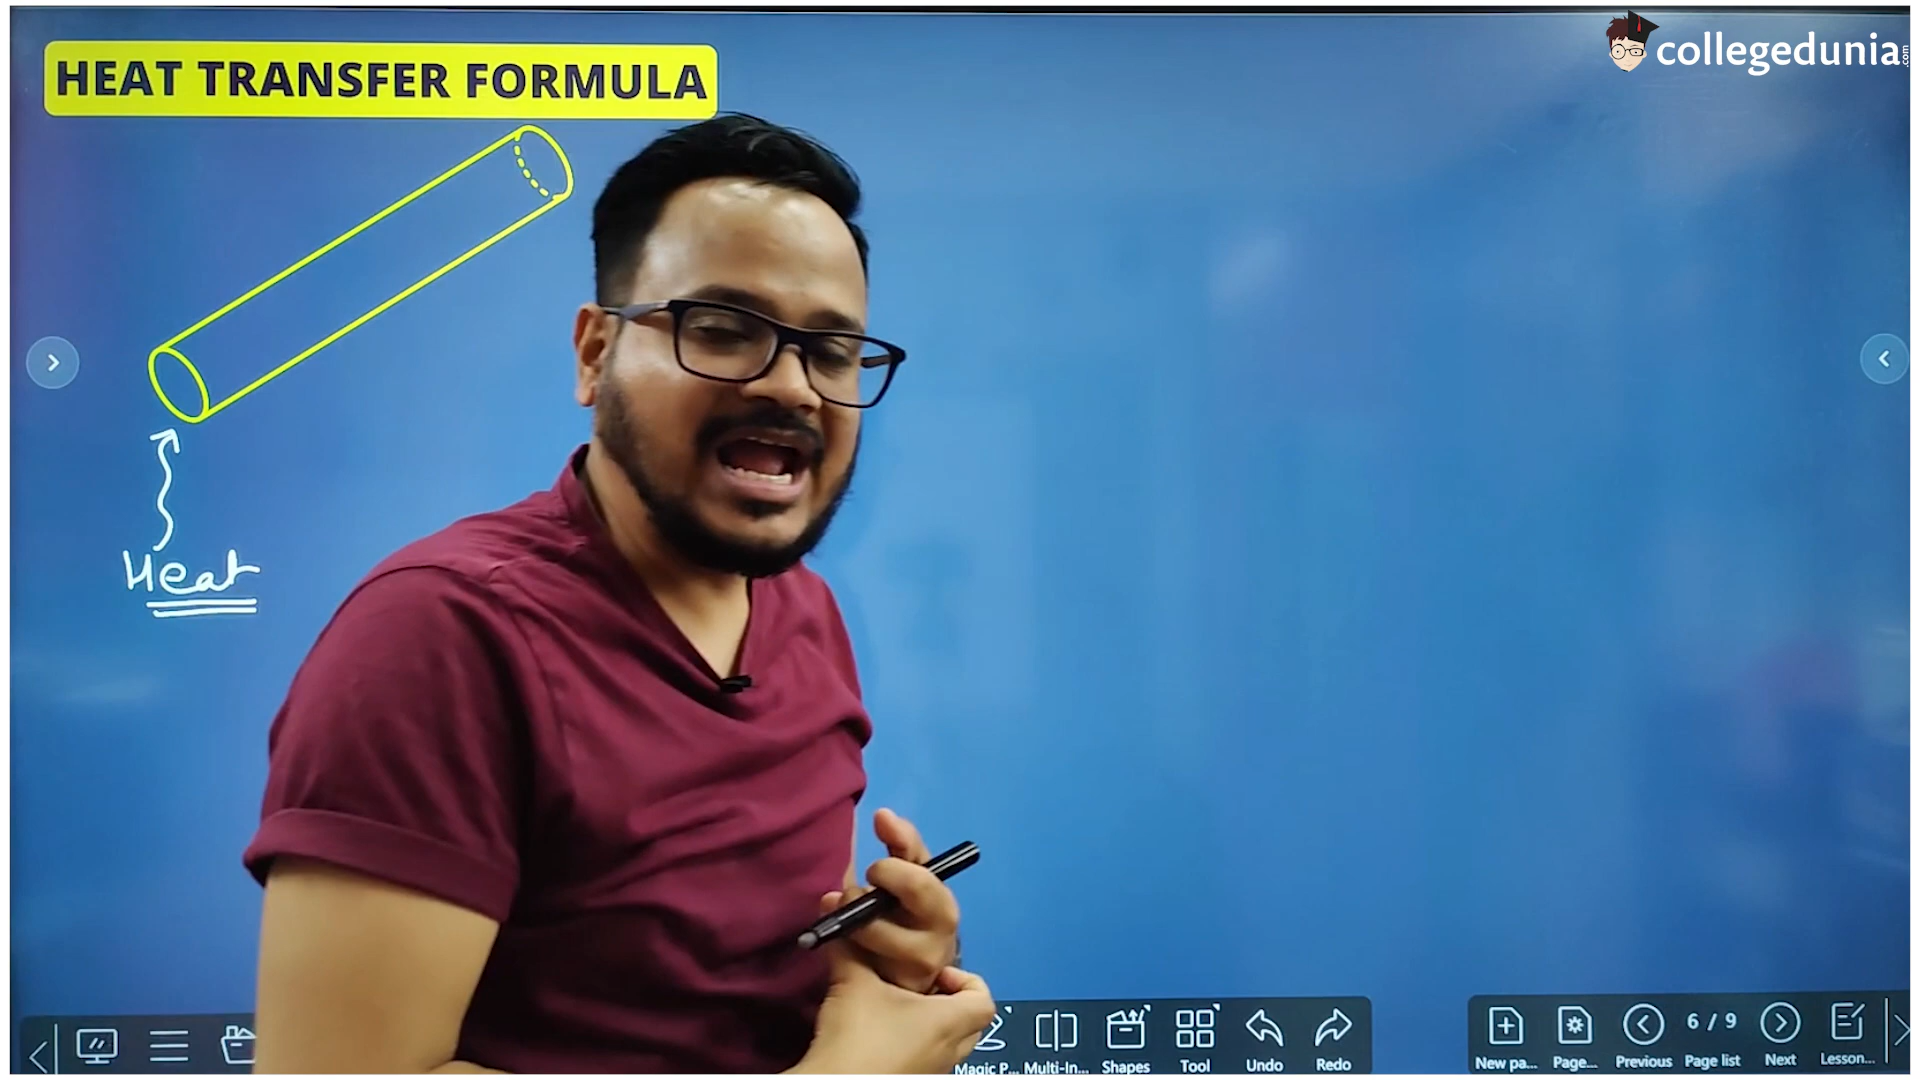 HEAT TRANSFER FORMULA
collegedunia.com
Heat
Magic P... Multi-In... Shapes Tool Undo Redo
6 / 9
New pa... Page... Previous Page list Next Lesson...